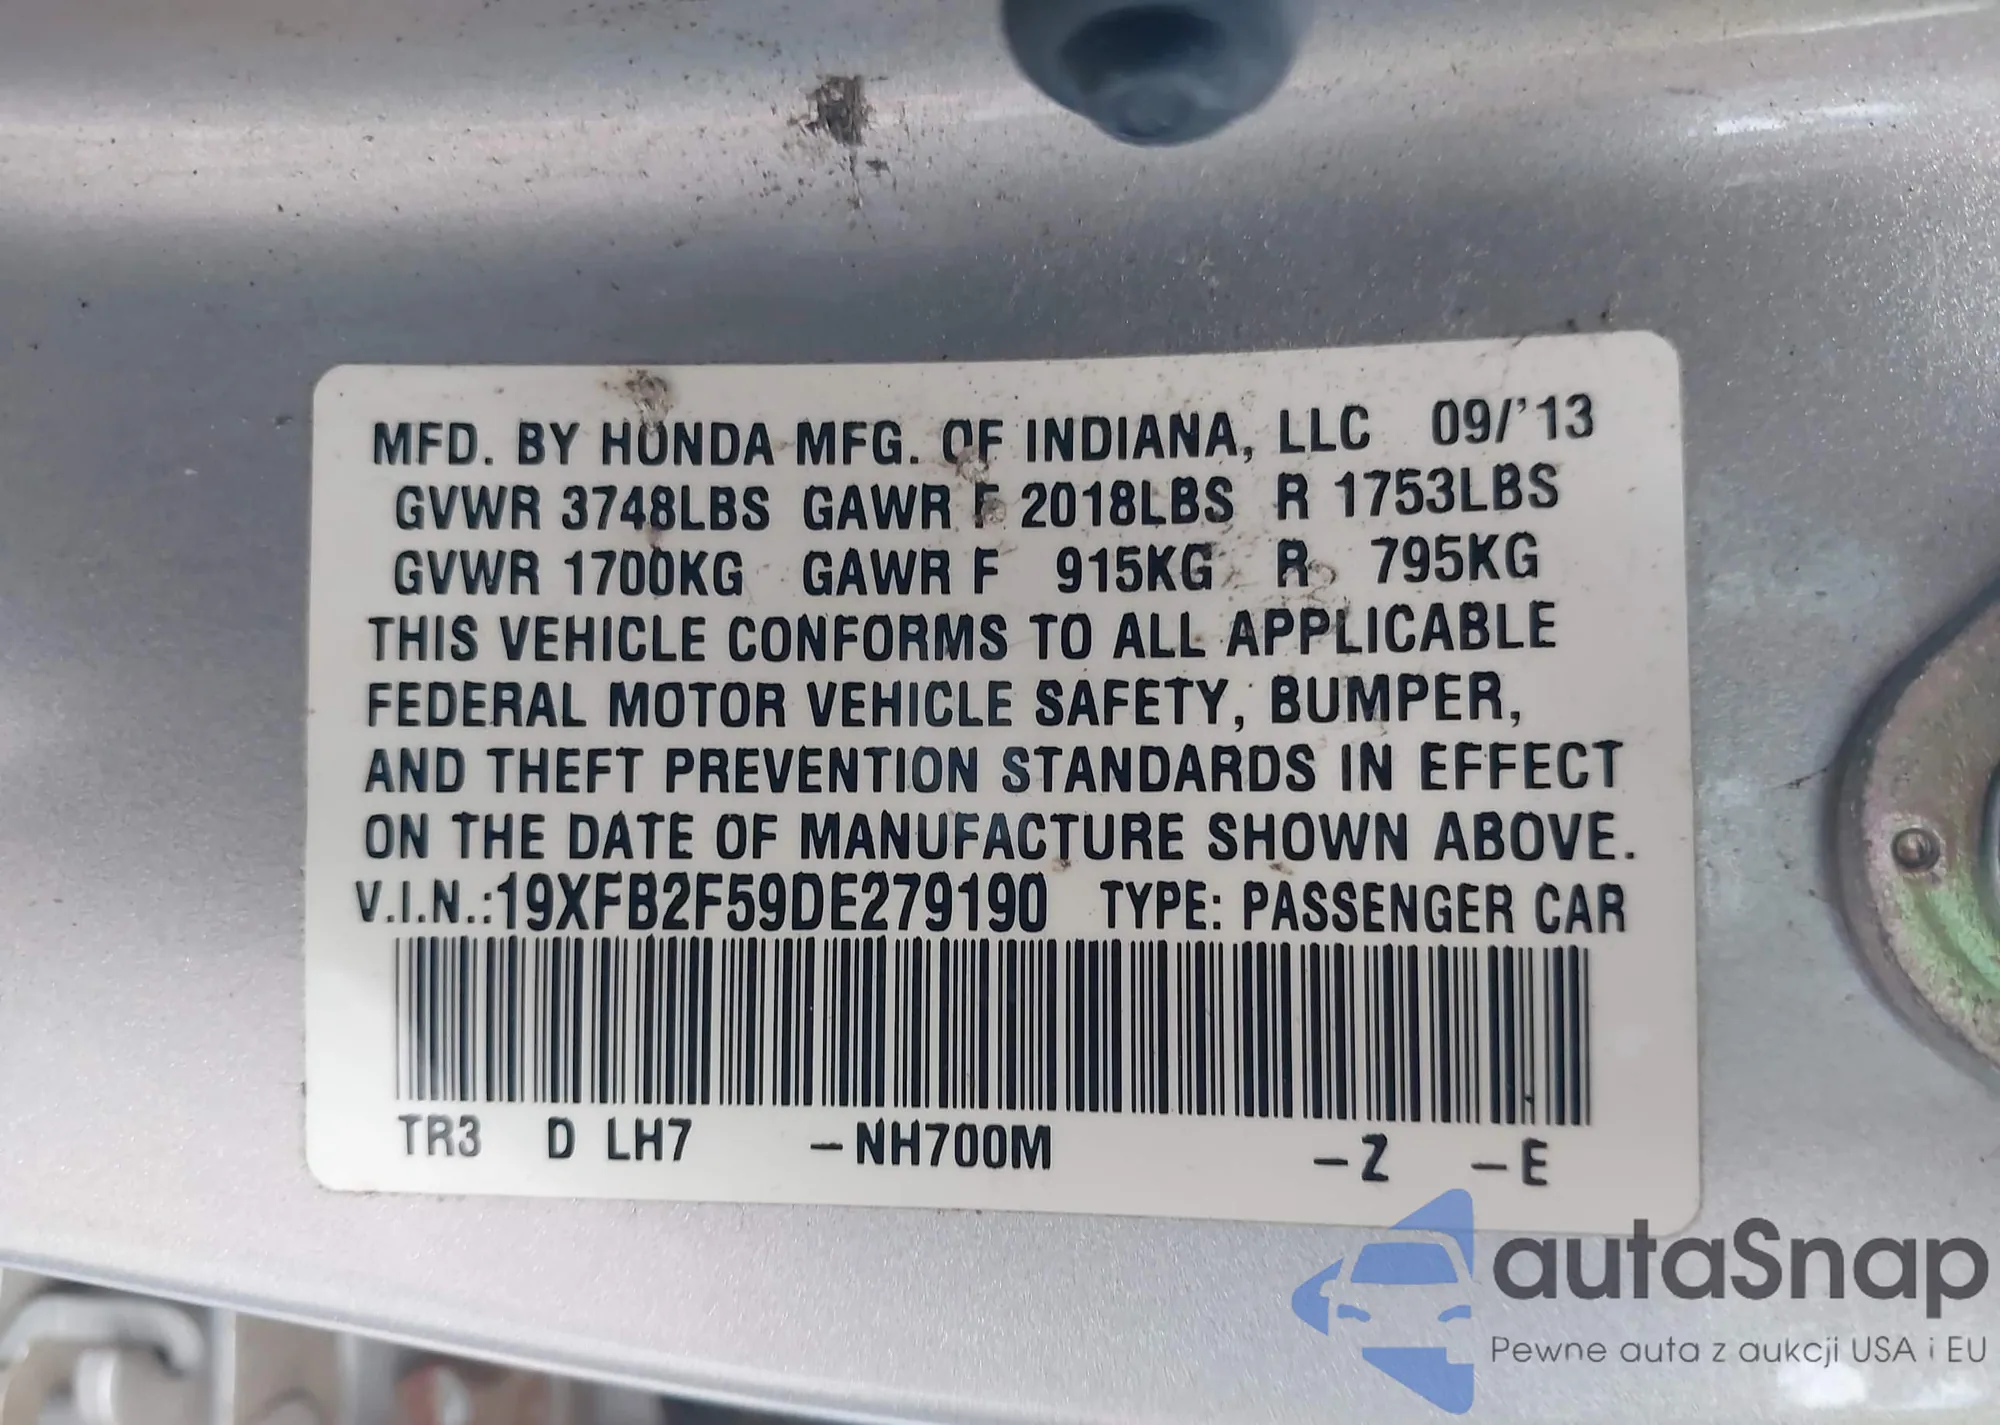 MFD. BY HONDA MFG. OF INDIANA, LLC 09/'13
GVWR 3748LBS GAWR F 2018LBS R 1753LBS
GVWR 1700KG GAWR F 915KG R 795KG
THIS VEHICLE CONFORMS TO ALL APPLICABLE
FEDERAL MOTOR VEHICLE SAFETY, BUMPER,
AND THEFT PREVENTION STANDARDS IN EFFECT
ON THE DATE OF MANUFACTURE SHOWN ABOVE.
V.I.N.:19XFB2F59DE279190 TYPE: PASSENGER CAR
TR3 D LH7 -NH700M -Z -E
autaSnap
Pewne auta z aukcji USA i EU